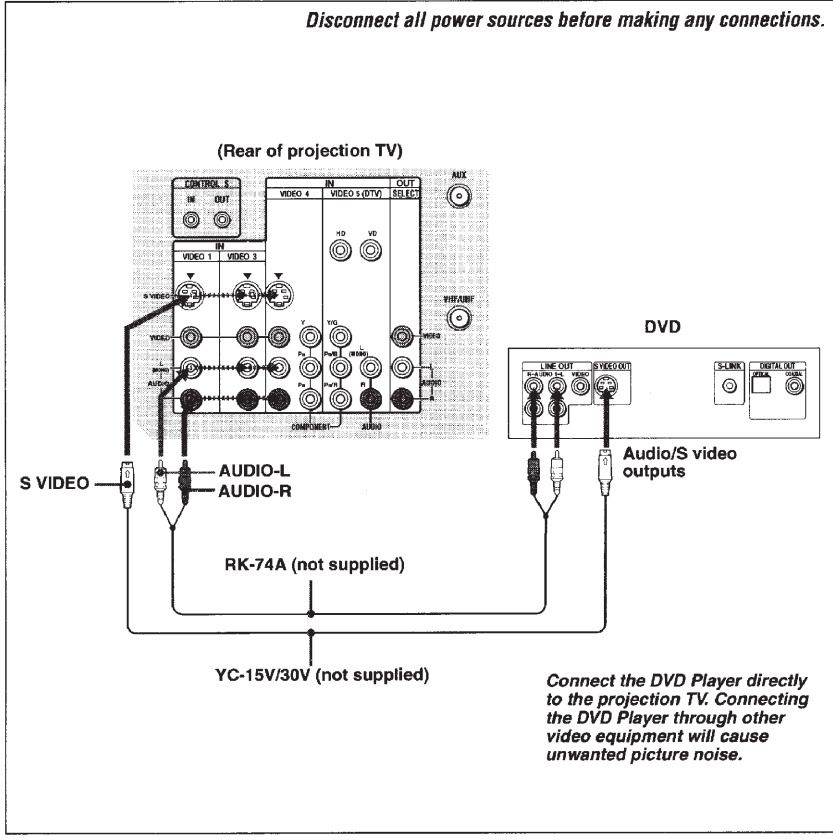 Disconnect all power sources before making any connections.
(Rear of projection TV)
CONTROL S
IN OUT
IN
OUT
VIDEO 4
VIDEO 5 (DTV)
SELECT
AUX
HD VD
IN
VIDEO 1 VIDEO 3
S VIDEO
VHF/UHF
Y Y/G
VIDEO
L
(MONO)
VIDEO
L
(MONO)
AUDIO
R
AUDIO
COMPONENT
AUDIO
DVD
LINE OUT
R-AUDIO-L VIDEO
S VIDEO OUT
S-LINK
DIGITAL OUT
OPTICAL COAXIAL
S VIDEO
AUDIO-L
AUDIO-R
Audio/S video
outputs
RK-74A (not supplied)
YC-15V/30V (not supplied)
Connect the DVD Player directly
to the projection TV. Connecting
the DVD Player through other
video equipment will cause
unwanted picture noise.